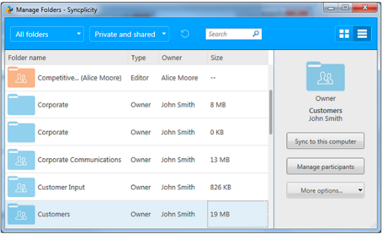 Manage Folders - Syncplicity
All folders
Private and shared
Search
Folder name Type Owner Size
Competitive... (Alice Moore) Editor Alice Moore --
Corporate Owner John Smith 8 MB
Corporate Owner John Smith 0 KB
Corporate Communications Owner John Smith 13 MB
Customer Input Owner John Smith 826 KB
Customers Owner John Smith 19 MB
Owner
Customers
John Smith
Sync to this computer
Manage participants
More options...